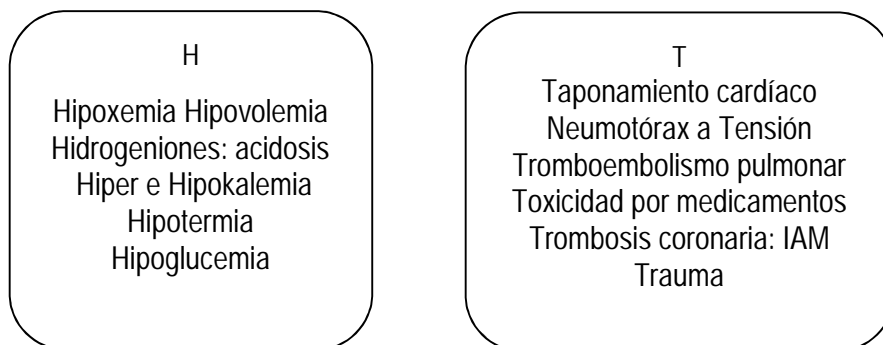 H
Hipoxemia Hipovolemia
Hidrogeniones: acidosis
Hiper e Hipokalemia
Hipotermia
Hipoglucemia
T
Taponamiento cardíaco
Neumotórax a Tensión
Tromboembolismo pulmonar
Toxicidad por medicamentos
Trombosis coronaria: IAM
Trauma